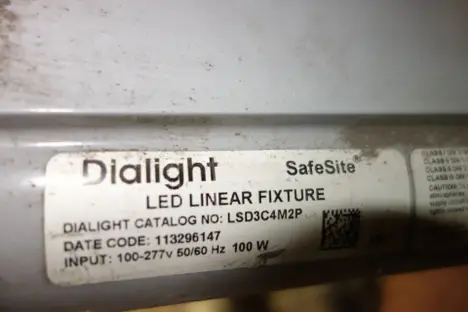 Dialight SafeSite®
LED LINEAR FIXTURE
DIALIGHT CATALOG NO: LSD3C4M2P
DATE CODE: 113296147
INPUT: 100-277v 50/60 Hz 100 W